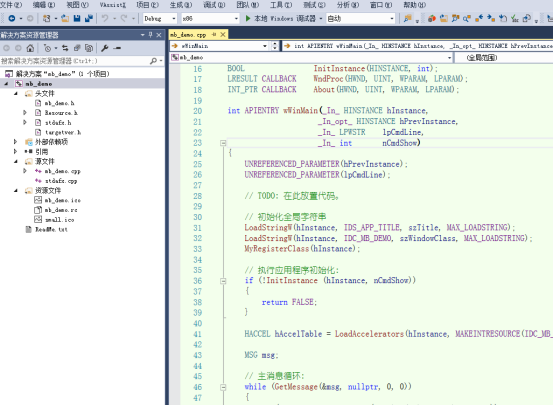 文件(F) 编辑(E) 视图(V) VAssistX 项目(P) 生成(B) 调试(D) 团队(M) 工具(T) 测试(S) 分析(N) 窗口(W) 帮助(H)
Debug x86 本地 Windows 调试器 自动
解决方案资源管理器
搜索解决方案资源管理器(Ctrl+;)
解决方案"mb_demo"(1 个项目)
mb_demo
头文件
mb_demo.h
Resource.h
stdafx.h
targetver.h
外部依赖项
引用
源文件
mb_demo.cpp
stdafx.cpp
资源文件
mb_demo.ico
mb_demo.rc
small.ico
ReadMe.txt
mb_demo.cpp
wWinMain
int APIENTRY wWinMain(_In_ HINSTANCE hInstance, _In_opt_ HINSTANCE hPrevInstance
mb_demo (全局范围)
16 BOOL InitInstance(HINSTANCE, int);
17 LRESULT CALLBACK WndProc(HWND, UINT, WPARAM, LPARAM);
18 INT_PTR CALLBACK About(HWND, UINT, WPARAM, LPARAM);
19
20 int APIENTRY wWinMain(_In_ HINSTANCE hInstance,
21 _In_opt_ HINSTANCE hPrevInstance,
22 _In_ LPWSTR lpCmdLine,
23 _In_ int nCmdShow)
24 {
25 UNREFERENCED_PARAMETER(hPrevInstance);
26 UNREFERENCED_PARAMETER(lpCmdLine);
27
28 // TODO: 在此放置代码。
29
30 // 初始化全局字符串
31 LoadStringW(hInstance, IDS_APP_TITLE, szTitle, MAX_LOADSTRING);
32 LoadStringW(hInstance, IDC_MB_DEMO, szWindowClass, MAX_LOADSTRING);
33 MyRegisterClass(hInstance);
34
35 // 执行应用程序初始化:
36 if (!InitInstance (hInstance, nCmdShow))
37 {
38 return FALSE;
39 }
40
41 HACCEL hAccelTable = LoadAccelerators(hInstance, MAKEINTRESOURCE(IDC_MB_
42
43 MSG msg;
44
45 // 主消息循环:
46 while (GetMessage(&msg, nullptr, 0, 0))
47 {